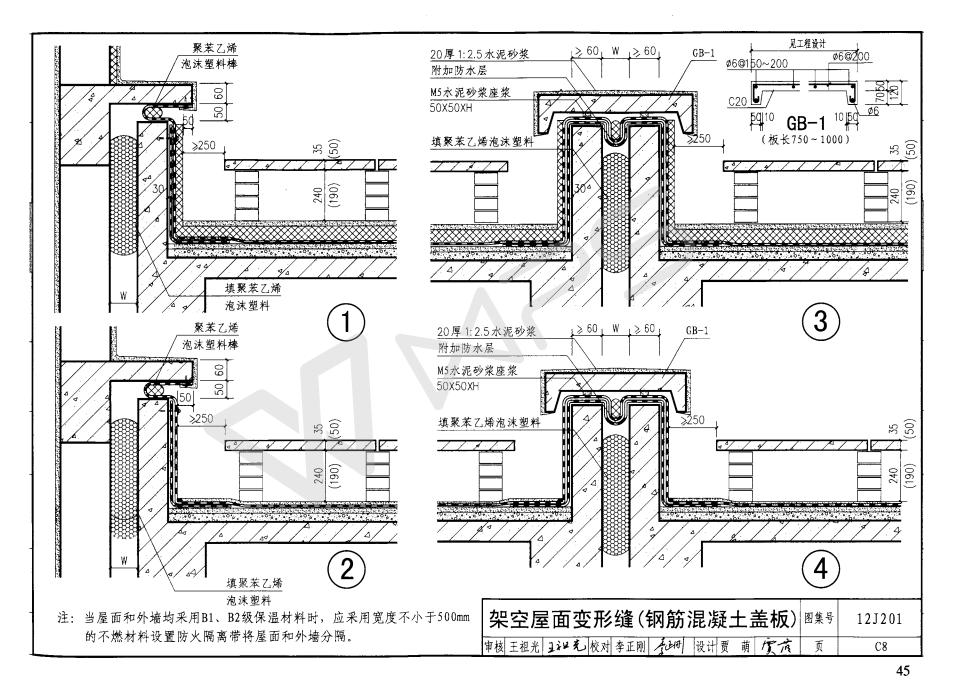 聚苯乙烯
泡沫塑料棒
60
50
50
≥250
35
(50)
240
(190)
30
W
填聚苯乙烯
泡沫塑料
1
20厚1:2.5水泥砂浆
附加防水层
M5水泥砂浆座浆
50X50XH
填聚苯乙烯泡沫塑料
≥60
W
≥60
GB-1
≥250
30
35
(50)
240
(190)
3
见工程设计
ø6@150~200
ø6@200
C20
50
70
120
ø6
50
10
10
50
GB-1
(板长750~1000)
聚苯乙烯
泡沫塑料棒
60
50
50
≥250
35
(50)
240
(190)
W
填聚苯乙烯
泡沫塑料
2
20厚1:2.5水泥砂浆
附加防水层
M5水泥砂浆座浆
50X50XH
填聚苯乙烯泡沫塑料
≥60
W
≥60
GB-1
≥250
35
(50)
240
(190)
4
注: 当屋面和外墙均采用B1、B2级保温材料时,应采用宽度不小于500mm
的不燃材料设置防火隔离带将屋面和外墙分隔。
架空屋面变形缝(钢筋混凝土盖板) 图集号 12J201
审核 王祖光 校对 李正刚 设计 贾萌 页 C8
45